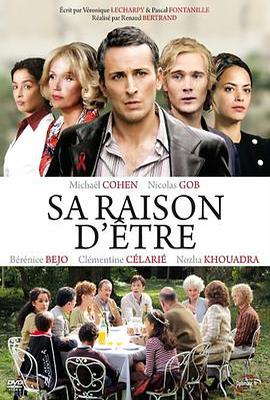 Écrit par Véronique LECHARPY & Pascal FONTANILLE
Réalisé par Renaud BERTRAND
Michaël COHEN Nicolas GOB
SA RAISON
D'ÊTRE
Bérénice BEJO Clémentine CÉLARIÉ Nozha KHOUADRA
DVD
Optimale